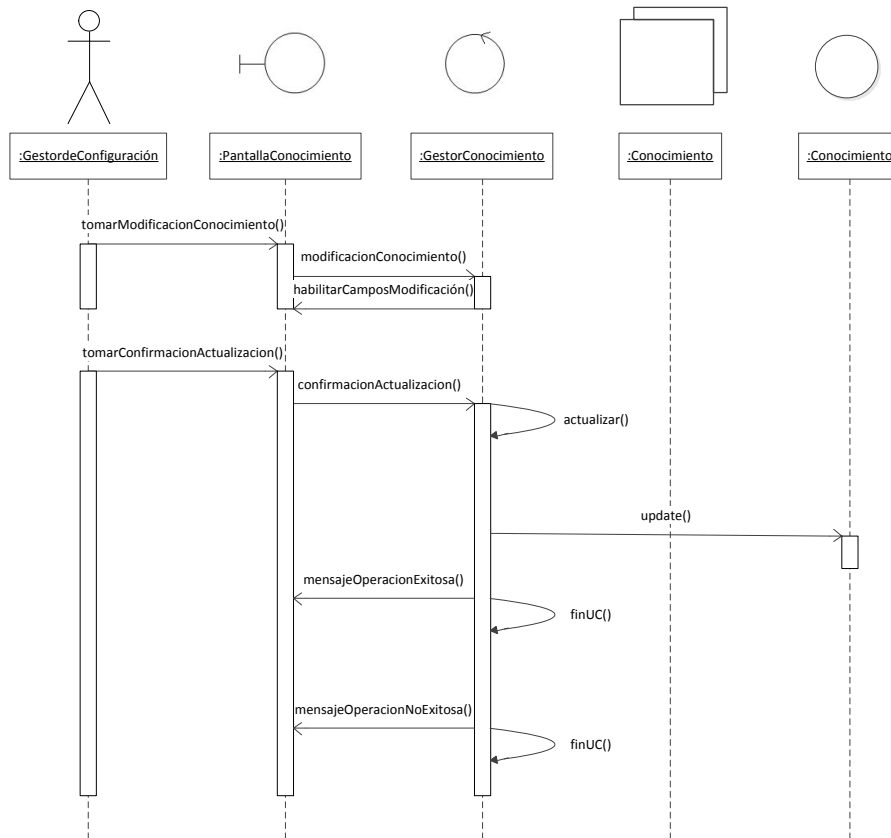 :GestordeConfiguración
:PantallaConocimiento
:GestorConocimiento
:Conocimiento
:Conocimiento
tomarModificacionConocimiento()
modificacionConocimiento()
habilitarCamposModificación()
tomarConfirmacionActualizacion()
confirmacionActualizacion()
actualizar()
update()
mensajeOperacionExitosa()
finUC()
mensajeOperacionNoExitosa()
finUC()